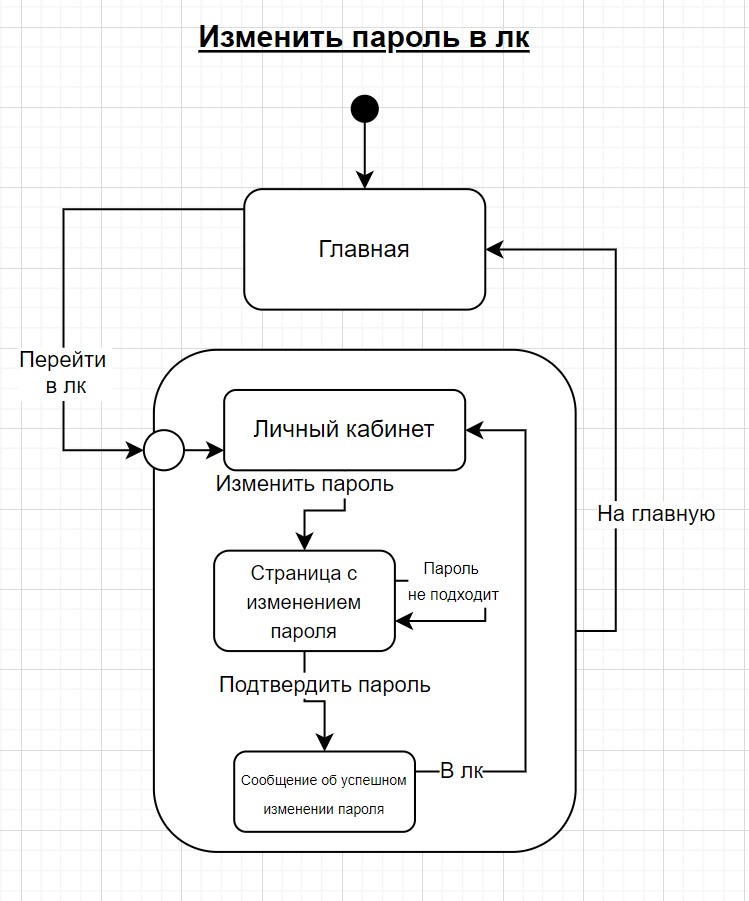 Изменить пароль в лк
Главная
Перейти
в лк
Личный кабинет
Изменить пароль
На главную
Страница с
изменением
пароля
Пароль
не подходит
Подтвердить пароль
Сообщение об успешном
изменении пароля
В лк